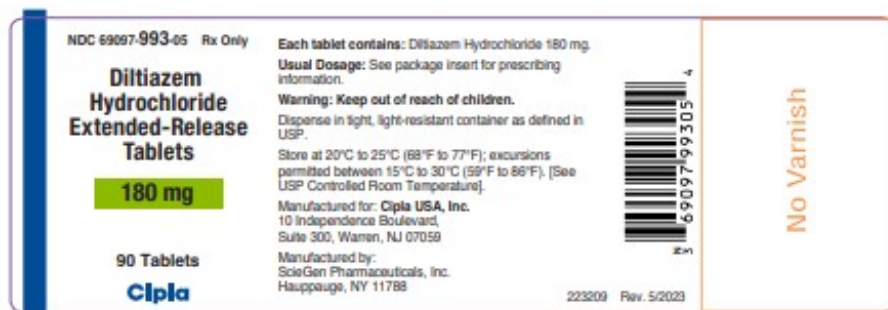 NDC 69097-993-05 Rx Only
Diltiazem
Hydrochloride
Extended-Release
Tablets
180 mg
90 Tablets
Cipla
Each tablet contains: Diltiazem Hydrochloride 180 mg.
Usual Dosage: See package insert for prescribing
information.
Warning: Keep out of reach of children.
Dispense in tight, light-resistant container as defined in
USP.
Store at 20°C to 25°C (68°F to 77°F); excursions
permitted between 15°C to 30°C (59°F to 86°F). [See
USP Controlled Room Temperature].
Manufactured for: Cipla USA, Inc.
10 Independence Boulevard,
Suite 300, Warren, NJ 07059
Manufactured by:
ScieGen Pharmaceuticals, Inc.
Hauppauge, NY 11788
223209 Rev. 5/2023
N3 69097 99305 4
No Varnish